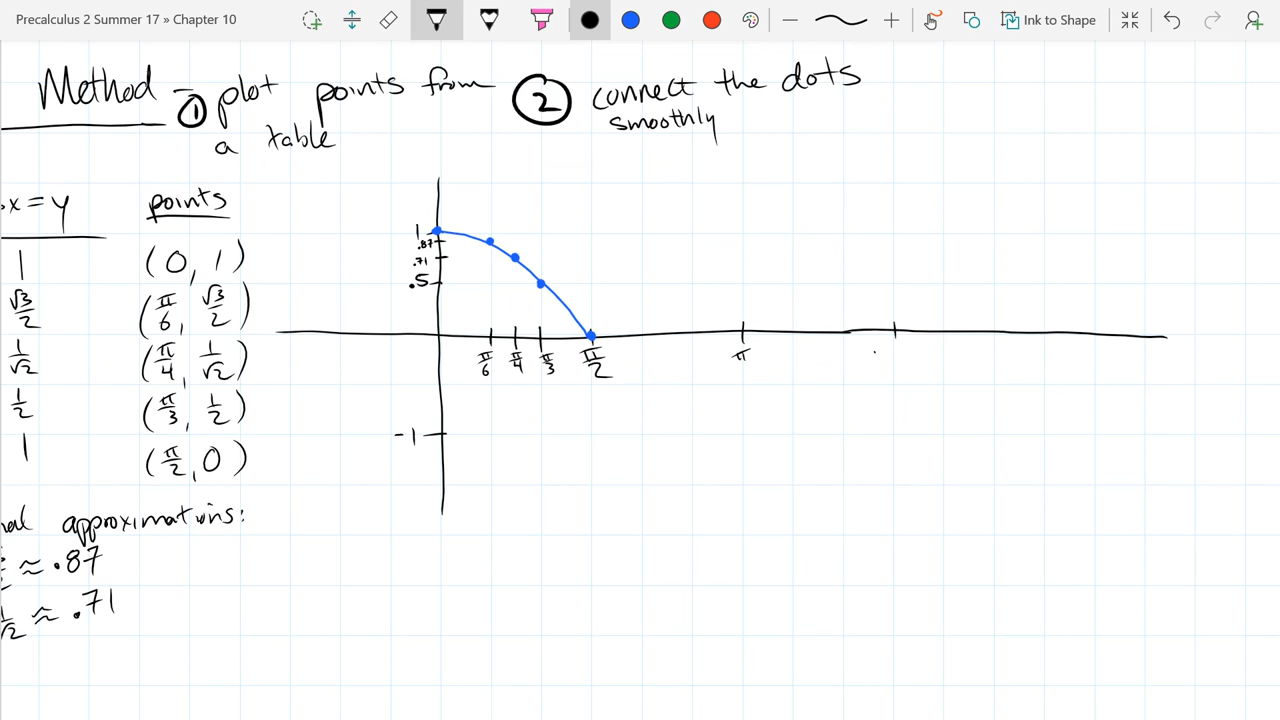 Precalculus 2 Summer 17 » Chapter 10
Ink to Shape
Method - ① plot points from
a table
② connect the dots
smoothly
x = y
points
1
(0, 1)
√3/2
(π/6, √3/2)
1/√2
(π/4, 1/√2)
1/2
(π/3, 1/2)
1
(π/2, 0)
approximations:
≈ .87
1/√2 ≈ .71
1
.87
.71
.5
-1
π/6
π/4
π/3
π/2
π